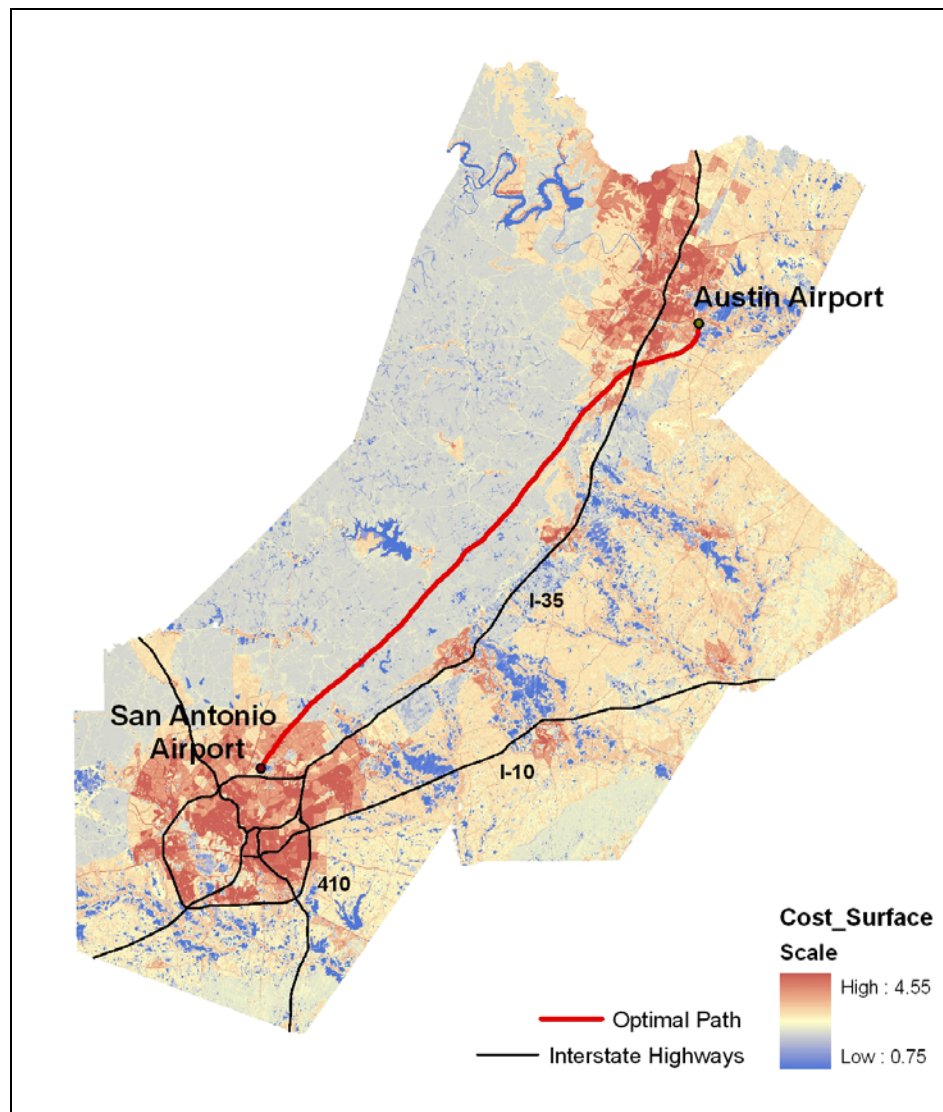 Austin Airport
I-35
San Antonio
Airport
I-10
410
Cost_Surface
Scale
High : 4.55
Low : 0.75
Optimal Path
Interstate Highways